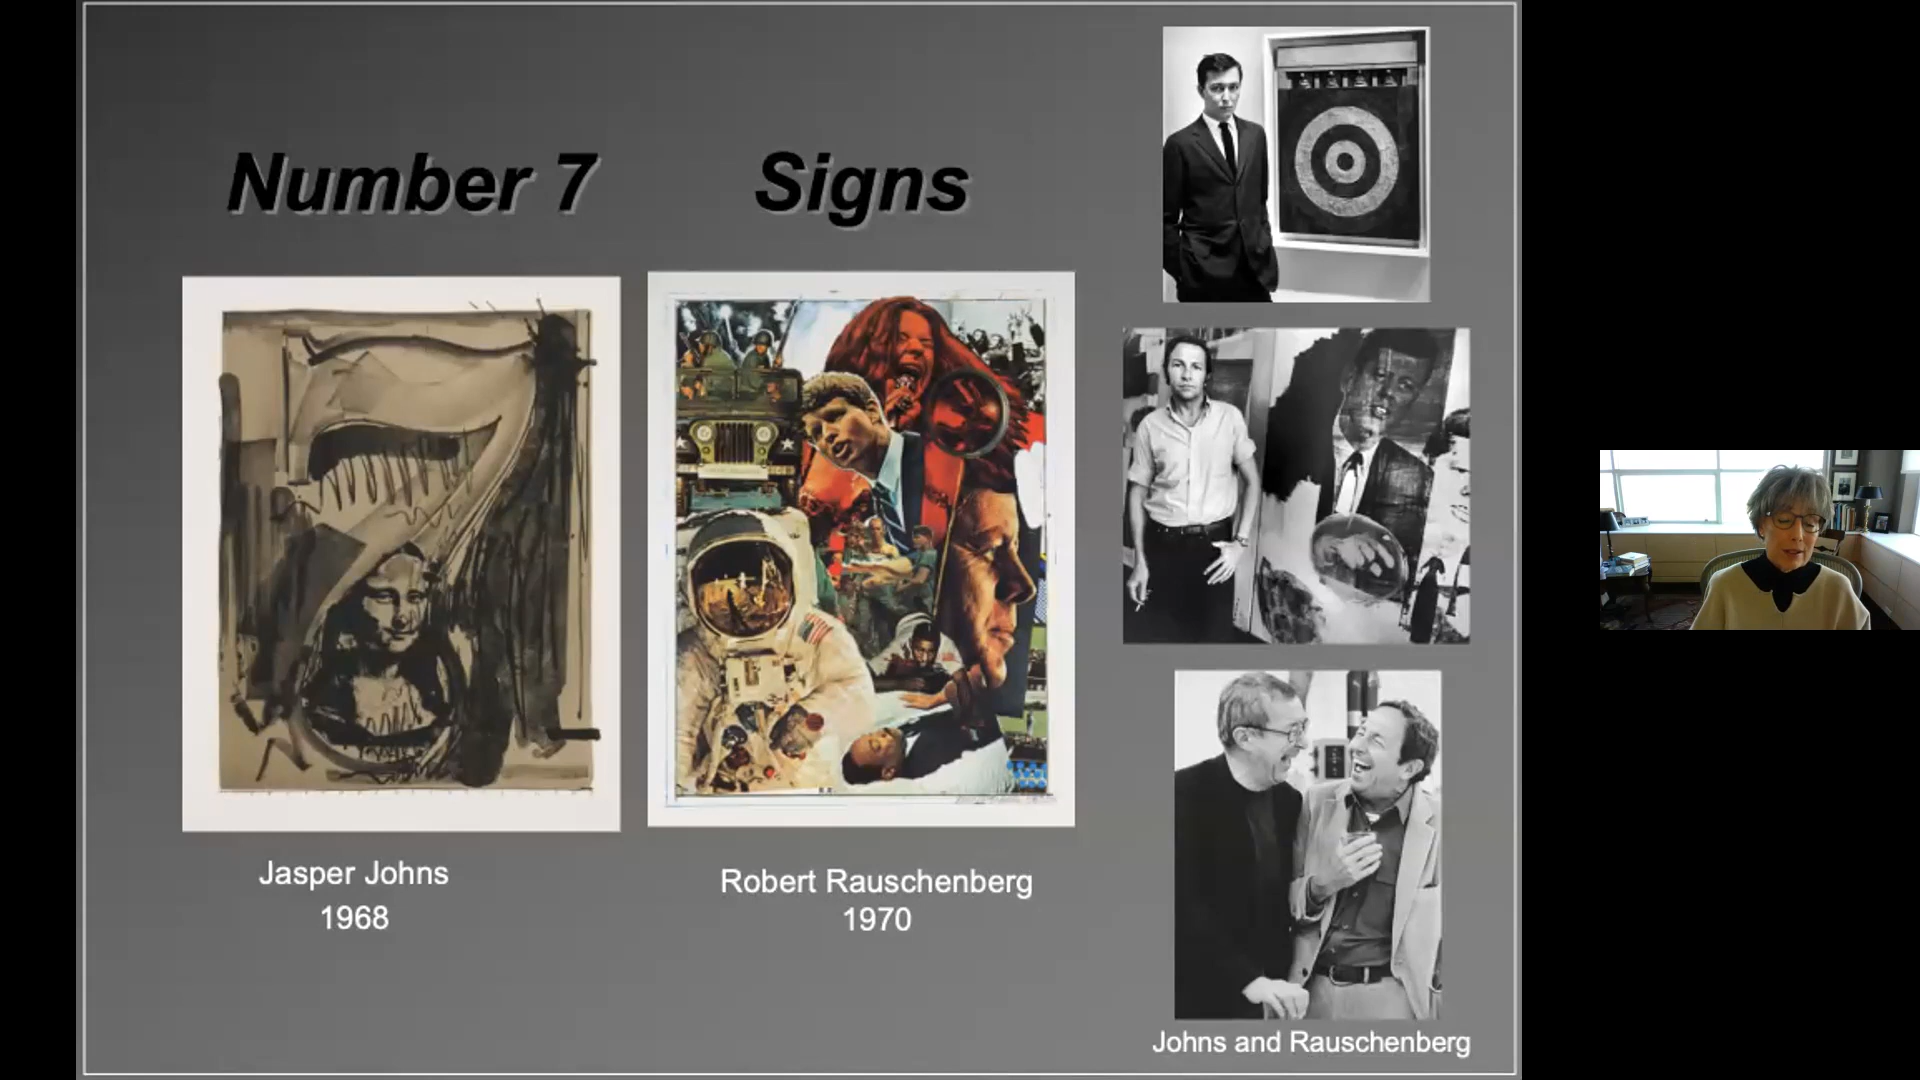 Number 7
Signs
Jasper Johns
1968
Robert Rauschenberg
1970
Johns and Rauschenberg